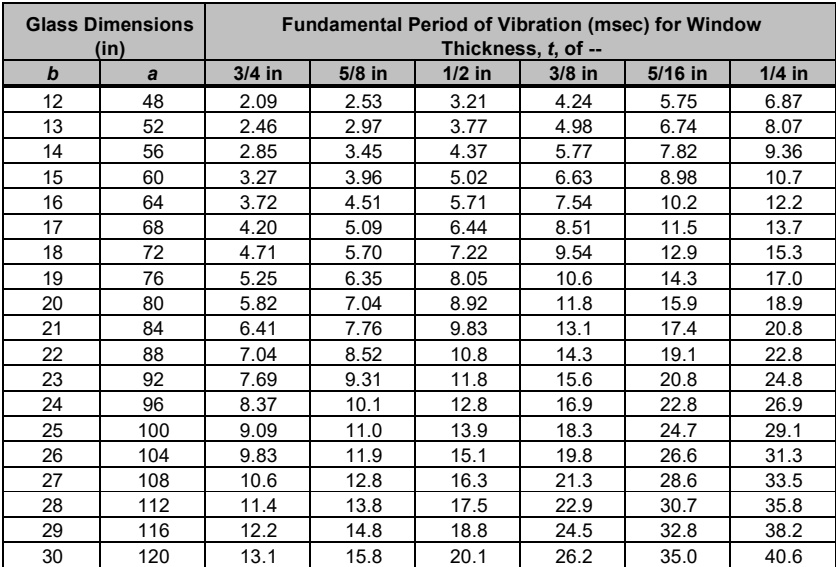 Glass Dimensions (in) Fundamental Period of Vibration (msec) for Window Thickness, t, of --
b a 3/4 in 5/8 in 1/2 in 3/8 in 5/16 in 1/4 in
12 48 2.09 2.53 3.21 4.24 5.75 6.87
13 52 2.46 2.97 3.77 4.98 6.74 8.07
14 56 2.85 3.45 4.37 5.77 7.82 9.36
15 60 3.27 3.96 5.02 6.63 8.98 10.7
16 64 3.72 4.51 5.71 7.54 10.2 12.2
17 68 4.20 5.09 6.44 8.51 11.5 13.7
18 72 4.71 5.70 7.22 9.54 12.9 15.3
19 76 5.25 6.35 8.05 10.6 14.3 17.0
20 80 5.82 7.04 8.92 11.8 15.9 18.9
21 84 6.41 7.76 9.83 13.1 17.4 20.8
22 88 7.04 8.52 10.8 14.3 19.1 22.8
23 92 7.69 9.31 11.8 15.6 20.8 24.8
24 96 8.37 10.1 12.8 16.9 22.8 26.9
25 100 9.09 11.0 13.9 18.3 24.7 29.1
26 104 9.83 11.9 15.1 19.8 26.6 31.3
27 108 10.6 12.8 16.3 21.3 28.6 33.5
28 112 11.4 13.8 17.5 22.9 30.7 35.8
29 116 12.2 14.8 18.8 24.5 32.8 38.2
30 120 13.1 15.8 20.1 26.2 35.0 40.6